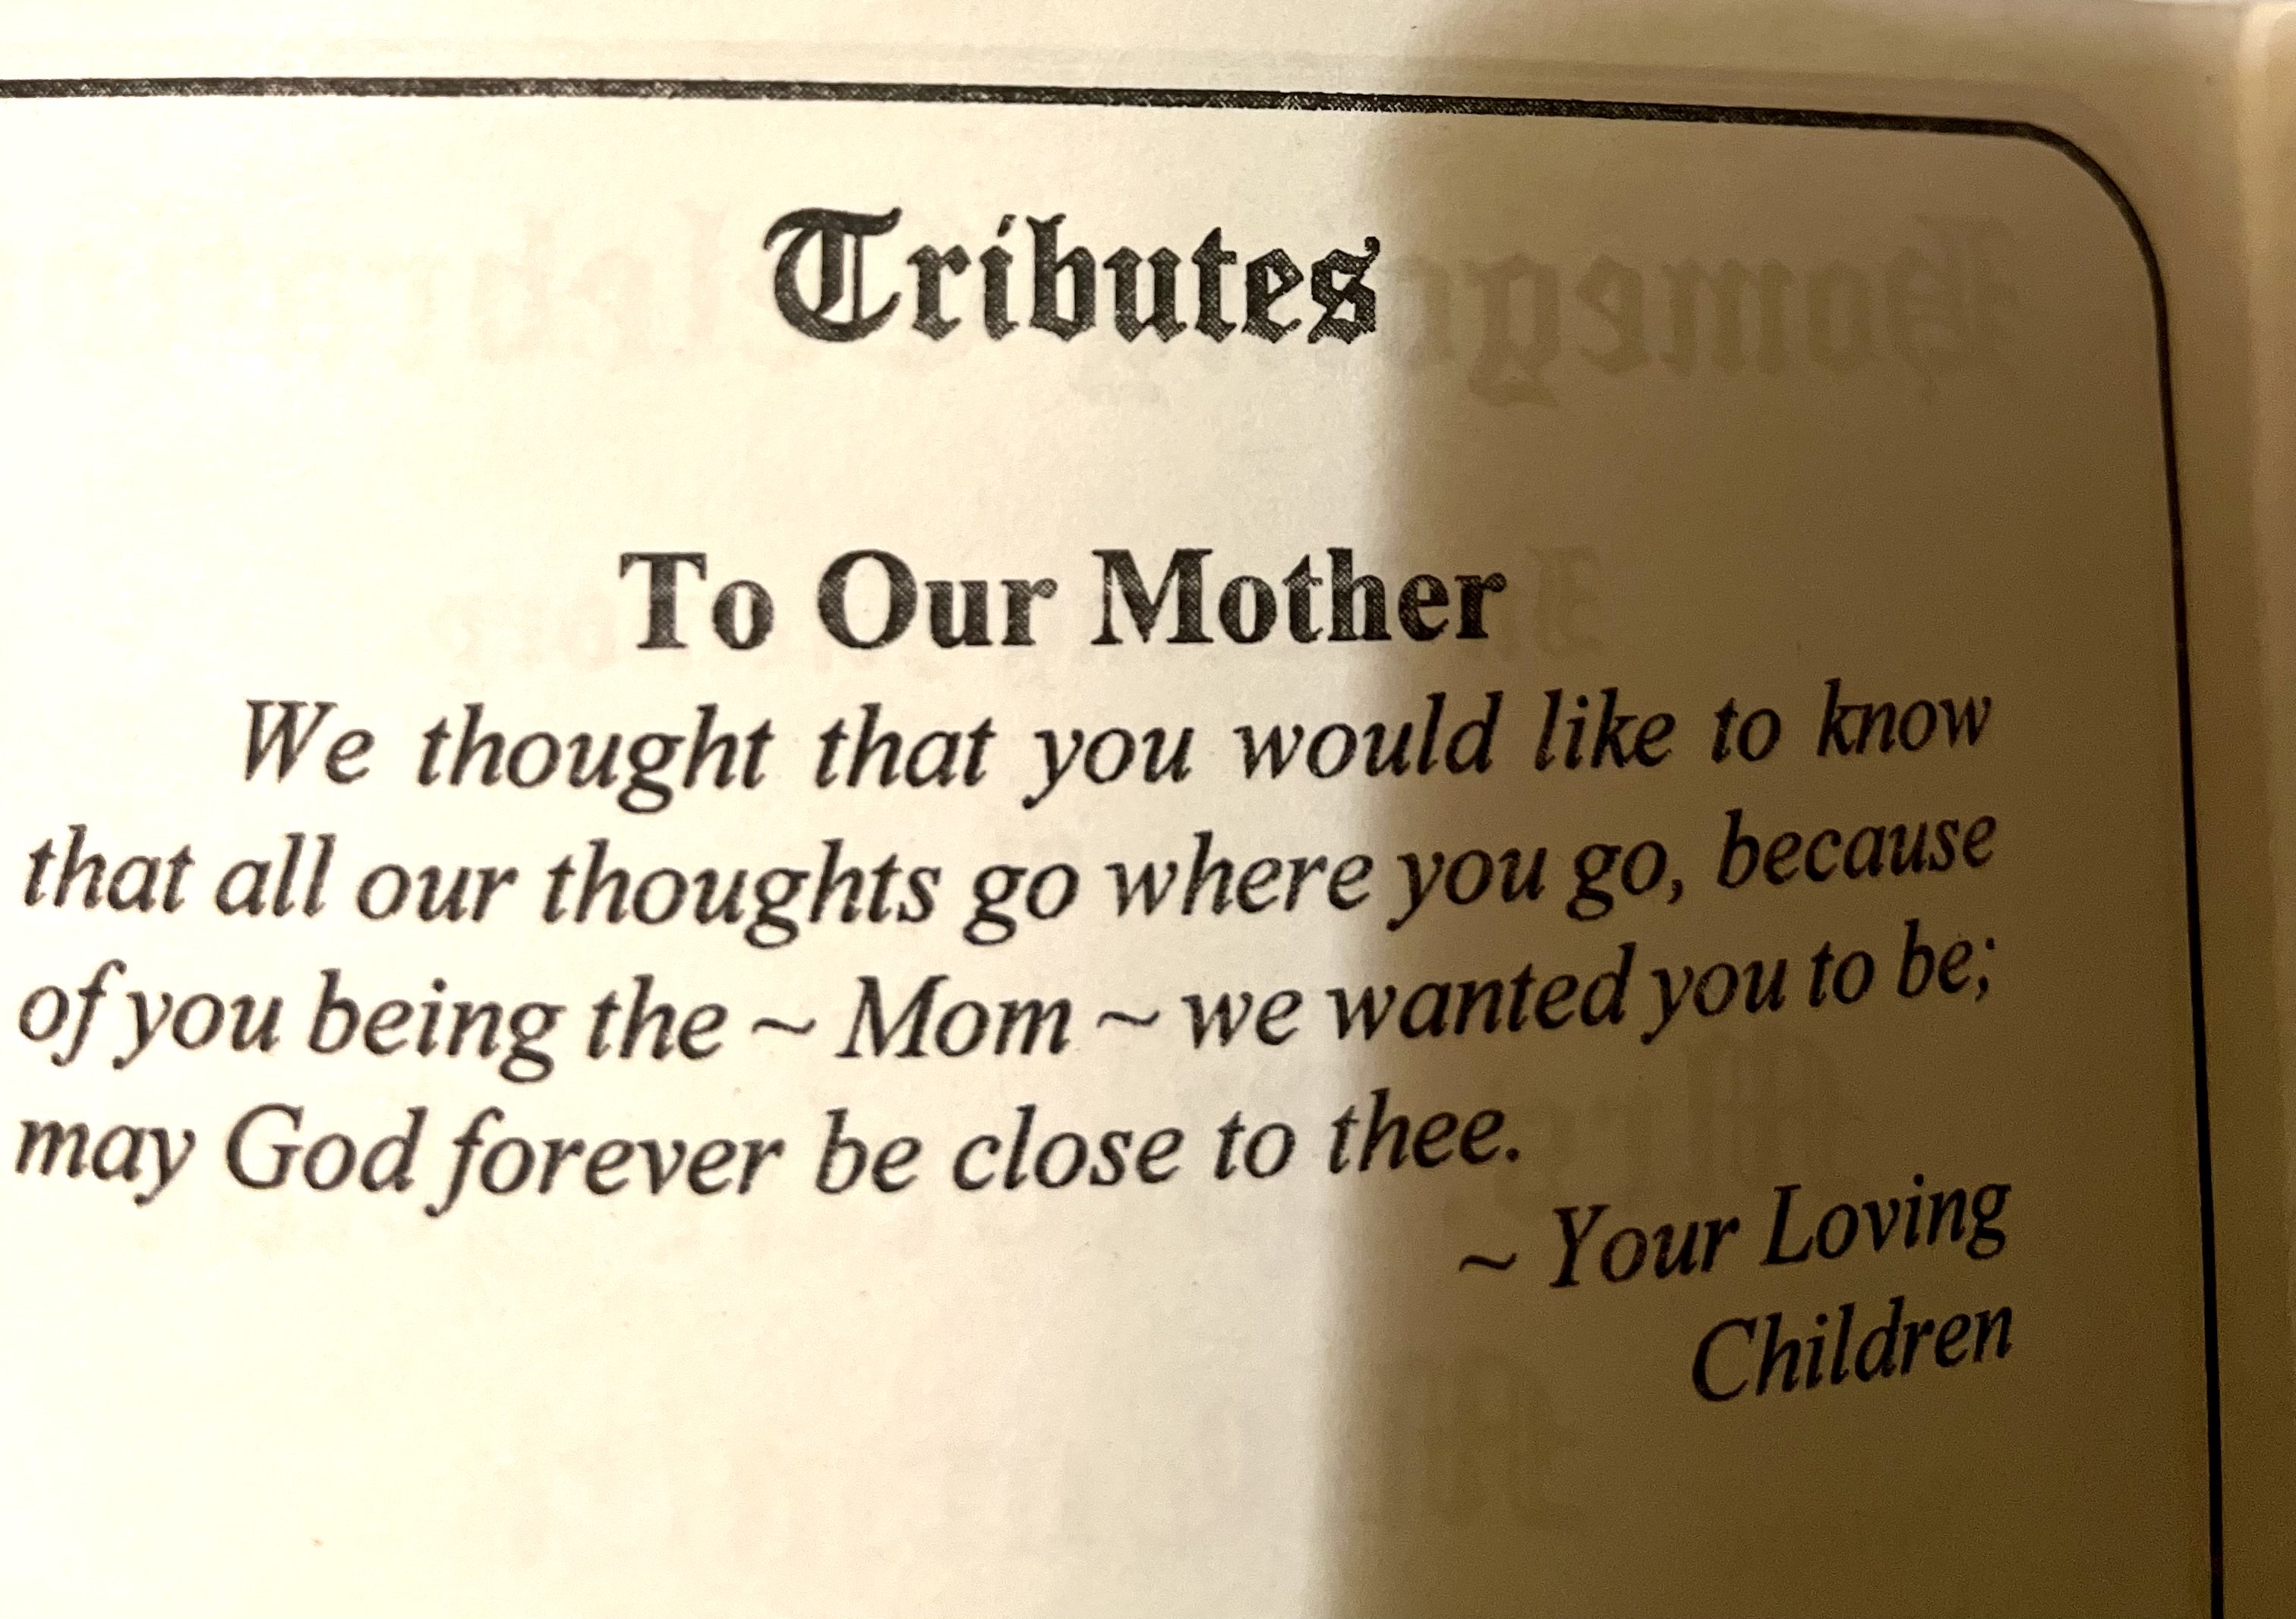 Tributes
To Our Mother
We thought that you would like to know
that all our thoughts go where you go, because
of you being the ~ Mom ~ we wanted you to be;
may God forever be close to thee.
~ Your Loving
Children